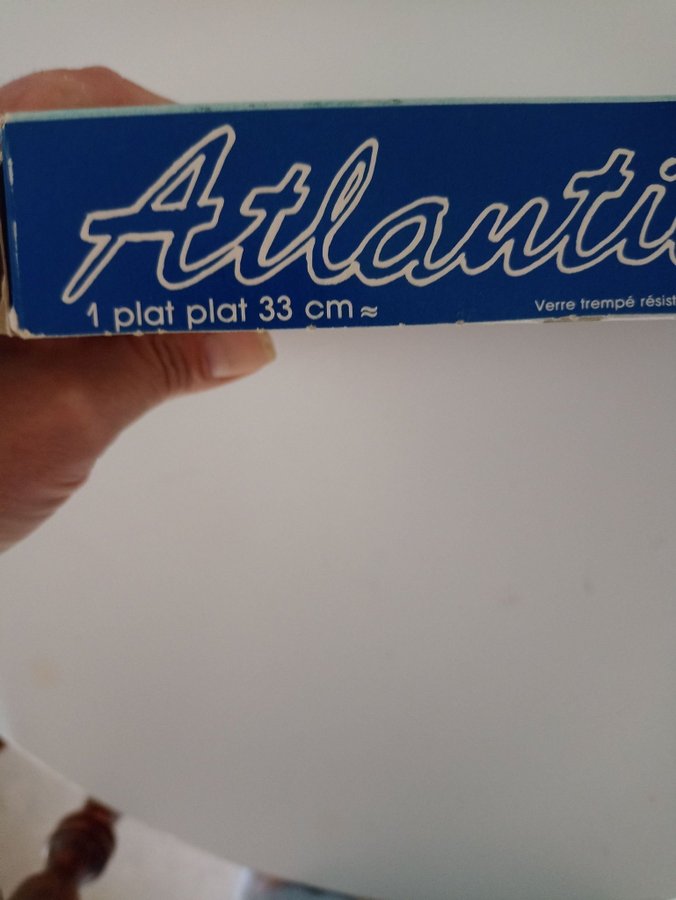 Atlanti
1 plat plat 33 cm ≈
Verre trempé résist